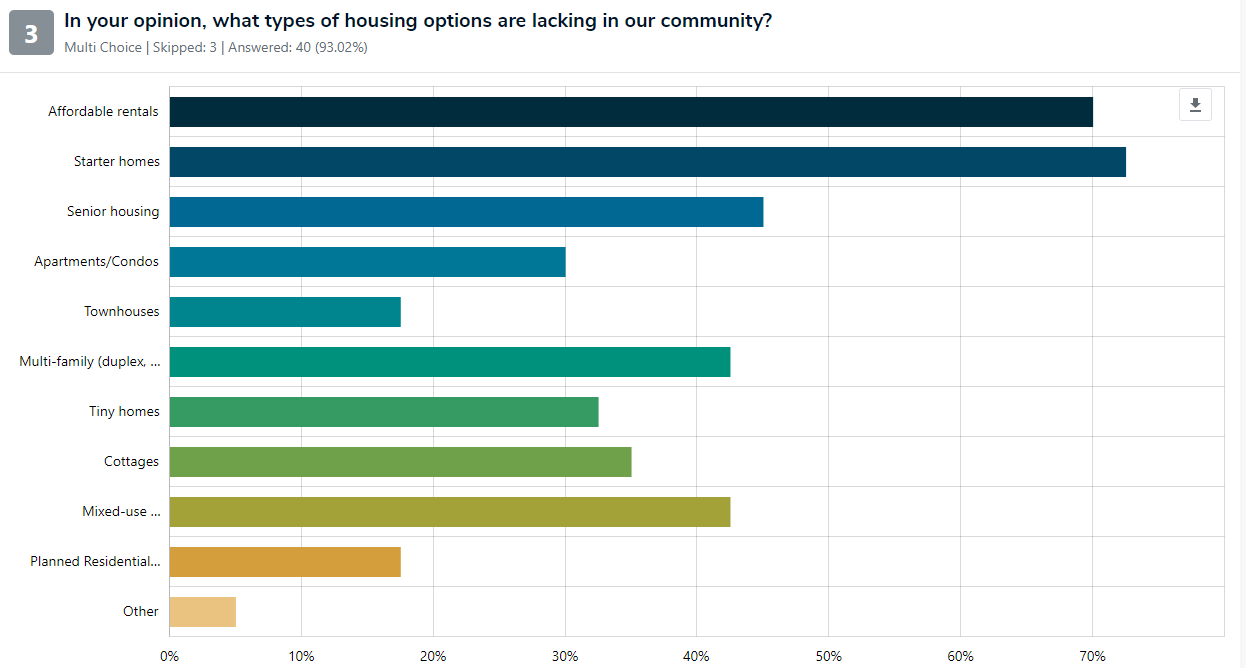 3
In your opinion, what types of housing options are lacking in our community?
Multi Choice | Skipped: 3 | Answered: 40 (93.02%)
Affordable rentals
Starter homes
Senior housing
Apartments/Condos
Townhouses
Multi-family (duplex, ...
Tiny homes
Cottages
Mixed-use ...
Planned Residential...
Other
0% 10% 20% 30% 40% 50% 60% 70%